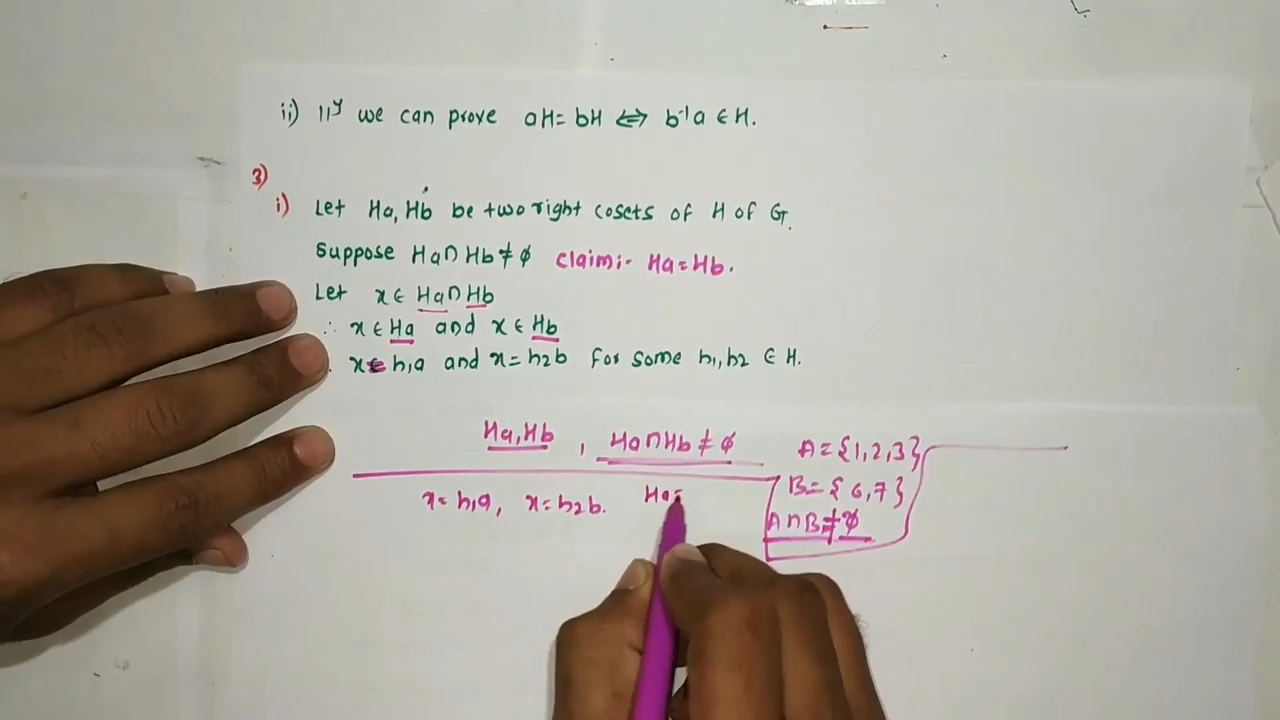 ii) 111y we can prove aH = bH ⇔ b⁻¹a ∈ H.
3)
i) Let Ha, Hb be two right cosets of H of G.
Suppose Ha∩Hb ≠ ϕ claim:- Ha = Hb.
Let x ∈ Ha∩Hb
∴ x ∈ Ha and x ∈ Hb
x = h₁a and x = h₂b for some h₁, h₂ ∈ H.
Ha, Hb , Ha∩Hb ≠ ϕ
x = h₁a, x = h₂b. Ha =
A = {1,2,3}
B = {6,7}
A∩B ≠ ϕ